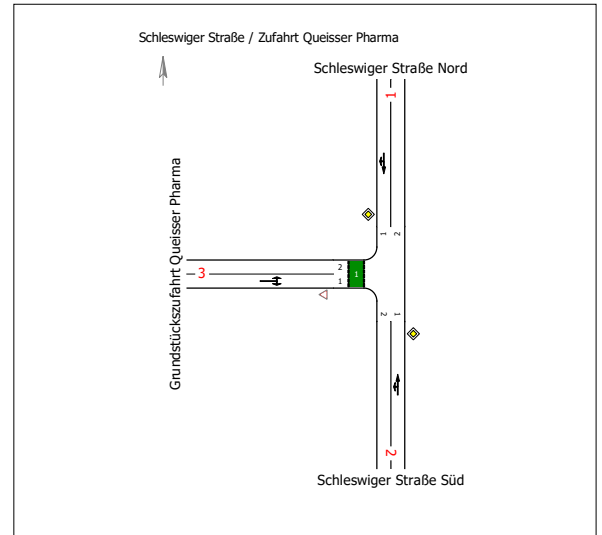 Schleswiger Straße / Zufahrt Queisser Pharma
Schleswiger Straße Nord
1
1 2
Grundstückszufahrt Queisser Pharma
3
2
1
1
2 1
2
Schleswiger Straße Süd